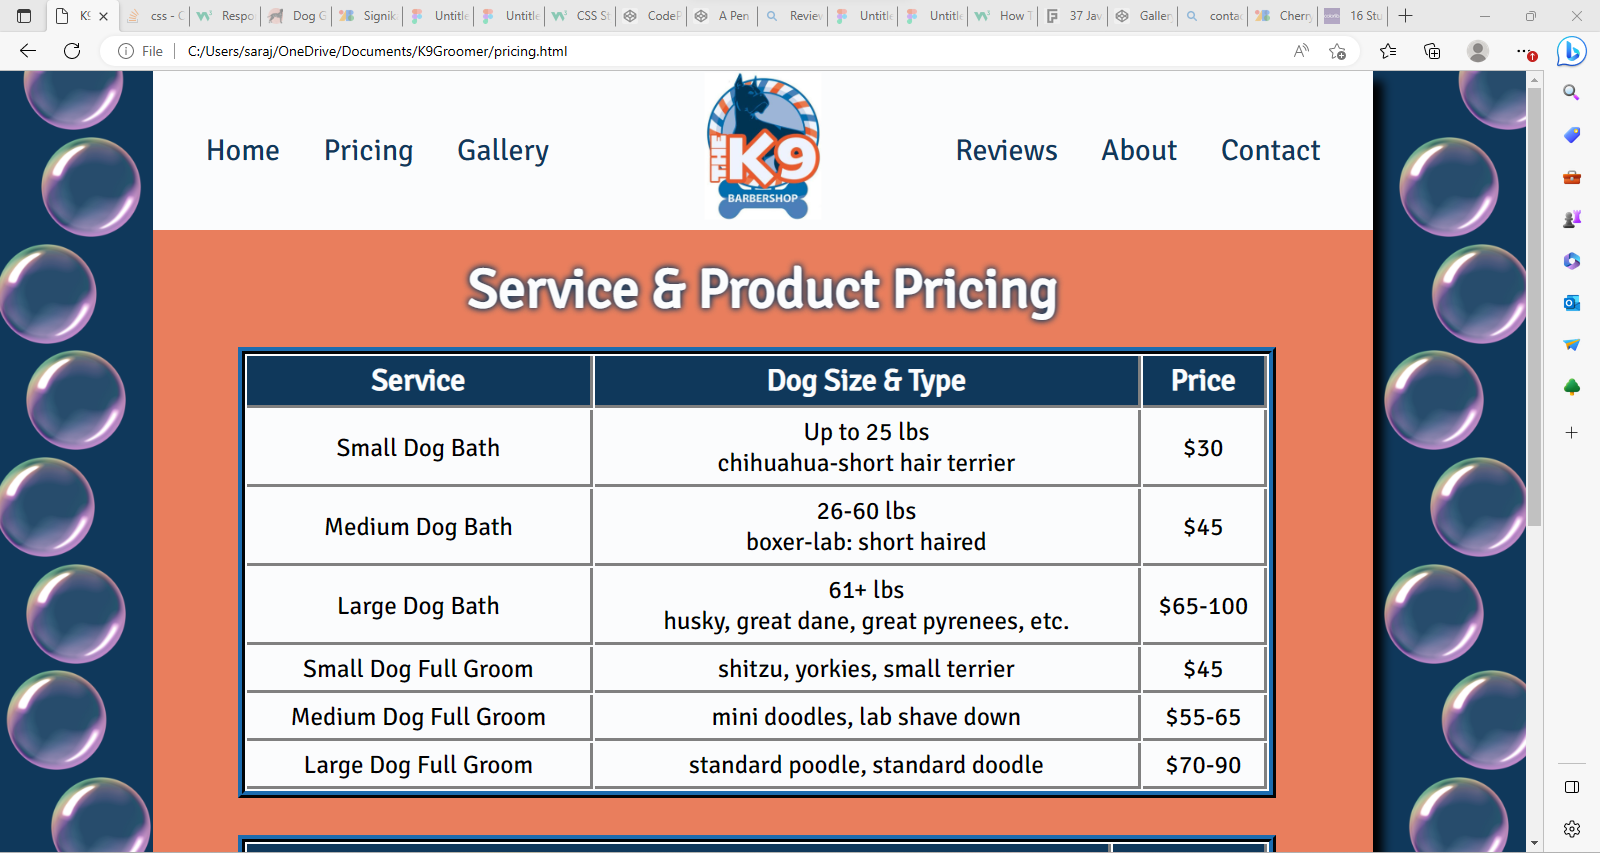 K9
css - C
Respo
Dog G
Signik
Untitle
Untitle
CSS St
CodeP
A Pen
Review
Untitle
Untitle
How T
37 Jav
Galler
contac
Cherry
16 Stu
File C:/Users/saraj/OneDrive/Documents/K9Groomer/pricing.html
Home Pricing Gallery
THE K9
BARBERSHOP
Reviews About Contact
Service & Product Pricing
Service Dog Size & Type Price
Small Dog Bath
Up to 25 lbs
chihuahua-short hair terrier
$30
Medium Dog Bath
26-60 lbs
boxer-lab: short haired
$45
Large Dog Bath
61+ lbs
husky, great dane, great pyrenees, etc.
$65-100
Small Dog Full Groom shitzu, yorkies, small terrier $45
Medium Dog Full Groom mini doodles, lab shave down $55-65
Large Dog Full Groom standard poodle, standard doodle $70-90